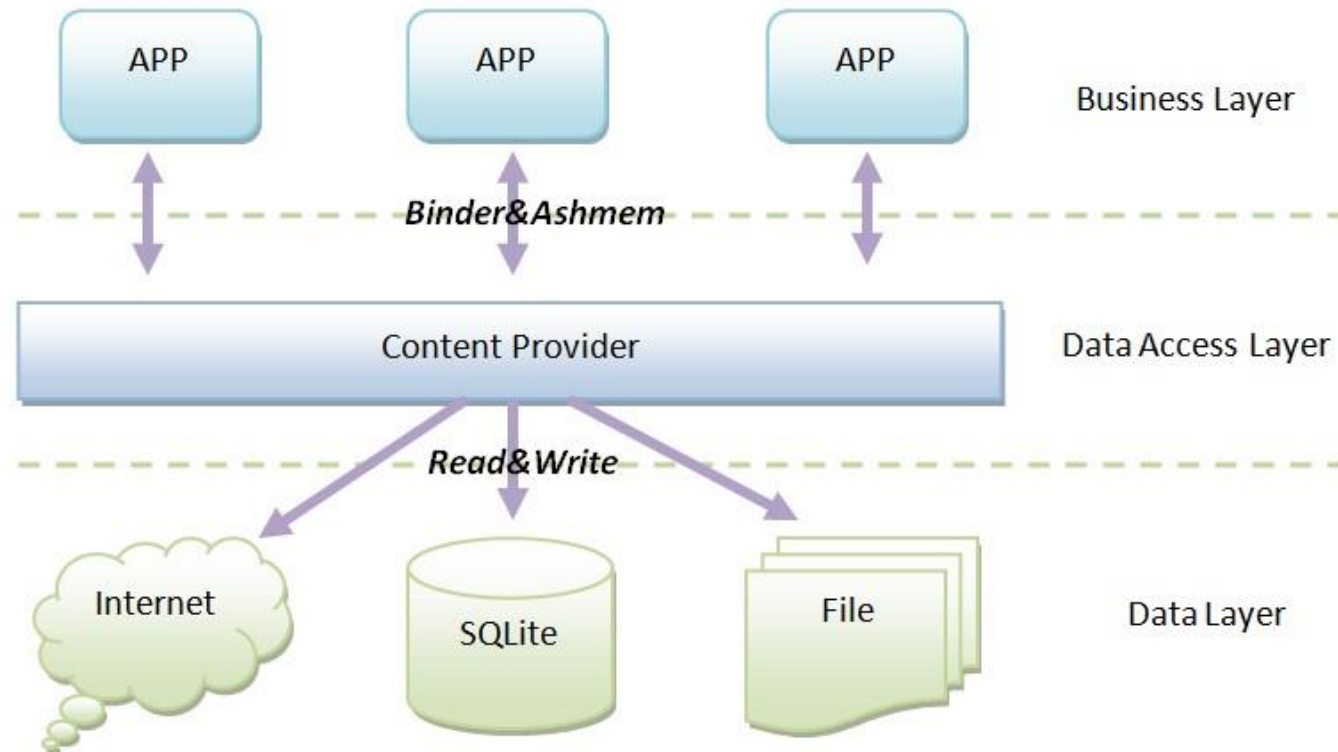 APP
APP
APP
Business Layer
Binder&Ashmem
Content Provider
Data Access Layer
Read&Write
Internet
SQLite
File
Data Layer